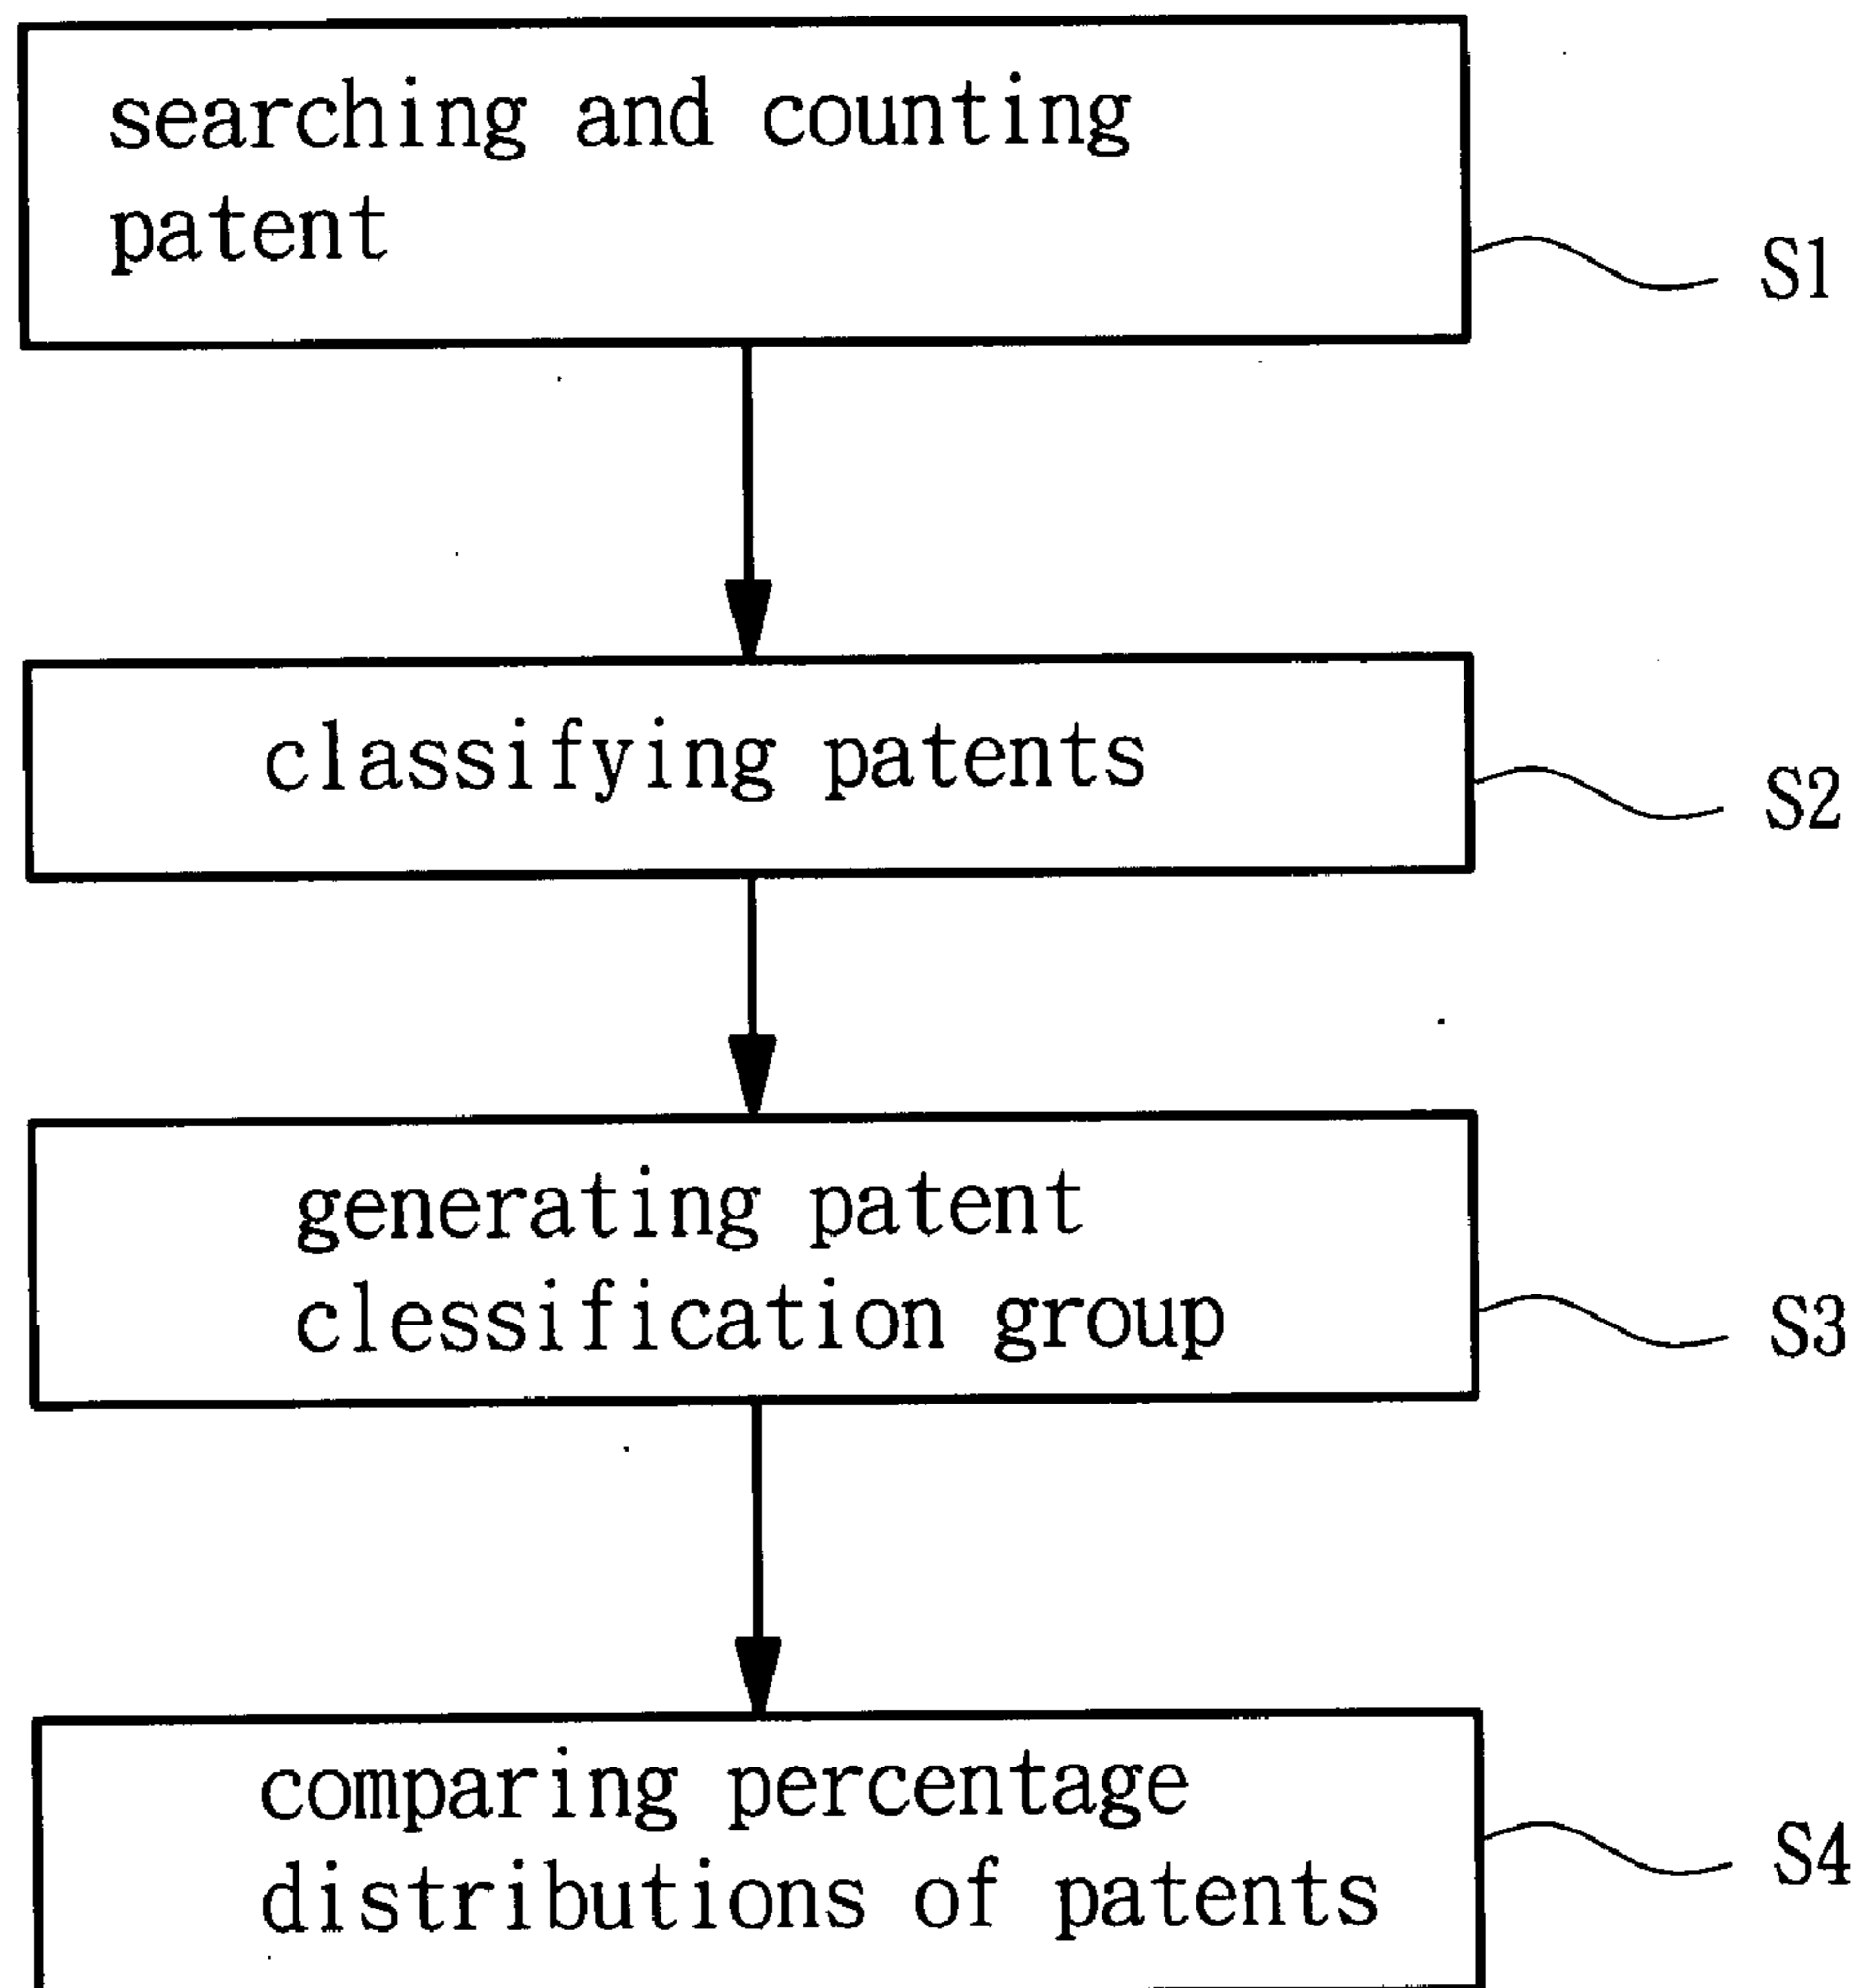 searching and counting
patent
S1
classifying patents
S2
generating patent
clessification group
S3
comparing percentage
distributions of patents
S4